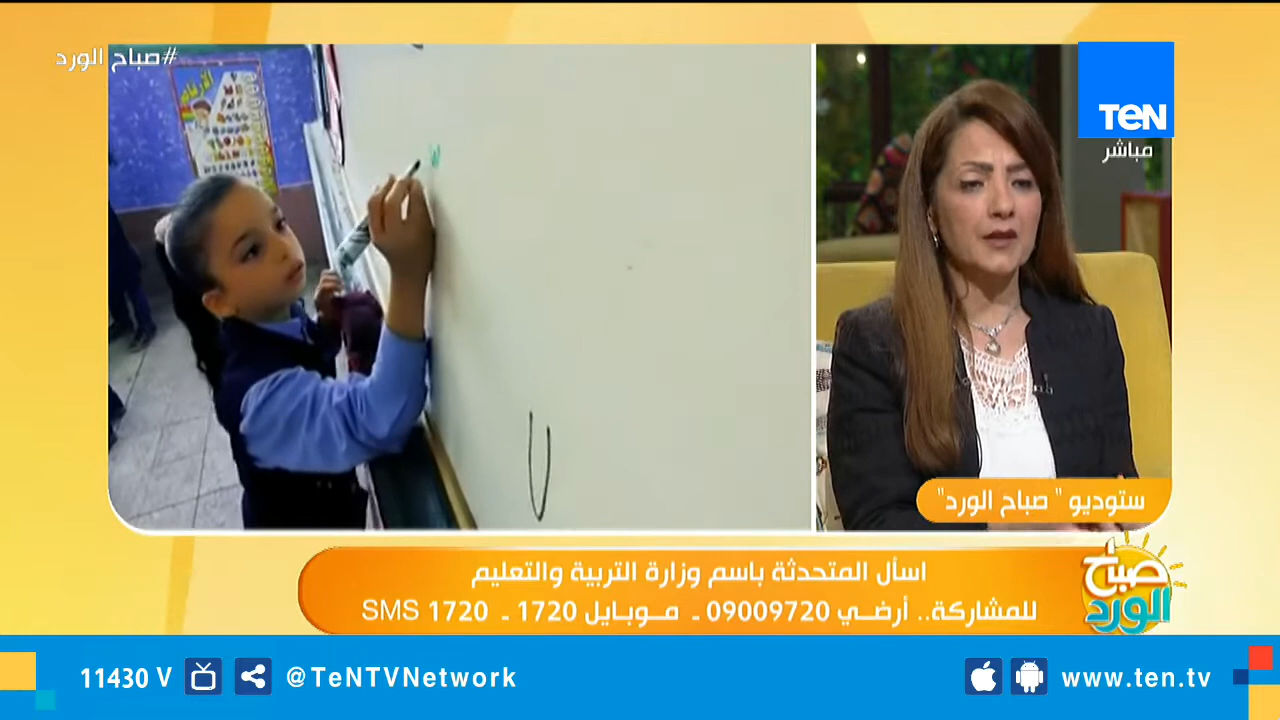 #صباح الورد
TEN
مباشر
ستوديو " صباح الورد"
اسأل المتحدثة باسم وزارة التربية والتعليم
للمشاركة.. أرضي 09009720 ـ موبايل 1720 ـ SMS 1720
صباح
الورد
11430 V
@TeNTVNetwork
www.ten.tv